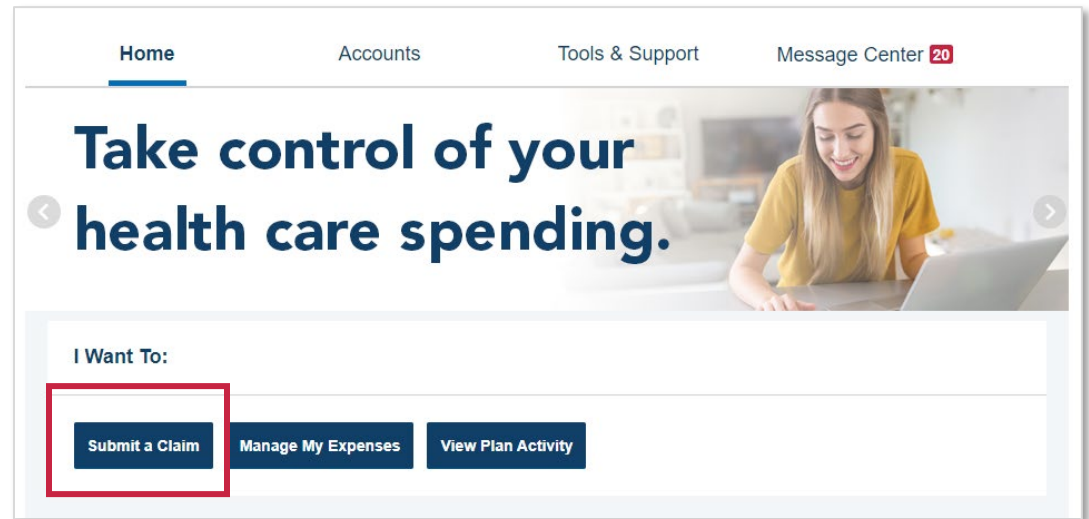 Home Accounts Tools & Support Message Center 20
Take control of your
health care spending.
I Want To:
Submit a Claim Manage My Expenses View Plan Activity